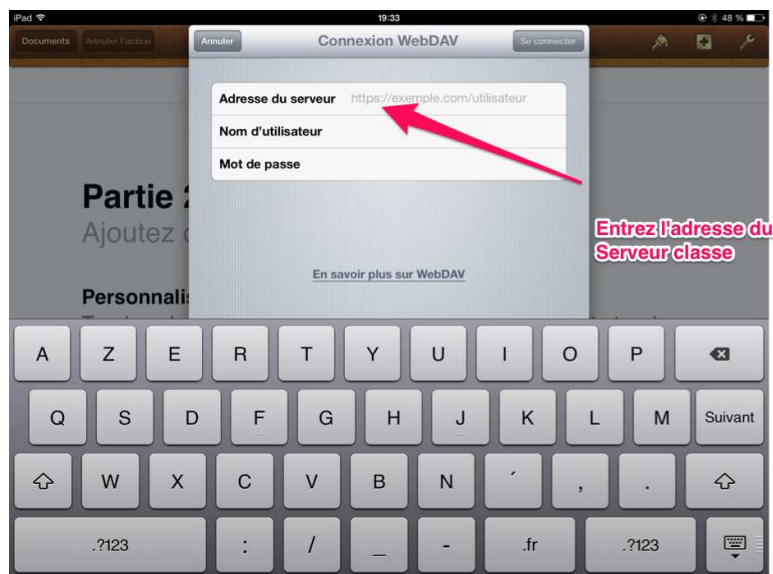 iPad 19:33 48 %
Documents Annuler l'action Annuler Connexion WebDAV Se connecter
Adresse du serveur https://exemple.com/utilisateur
Nom d'utilisateur
Mot de passe
Partie
Ajoutez
Entrez l'adresse du
Serveur classe
En savoir plus sur WebDAV
A Z E R T Y U I O P
Q S D F G H J K L M Suivant
W X C V B N ´ , .
.?123 : / _ - .fr .?123